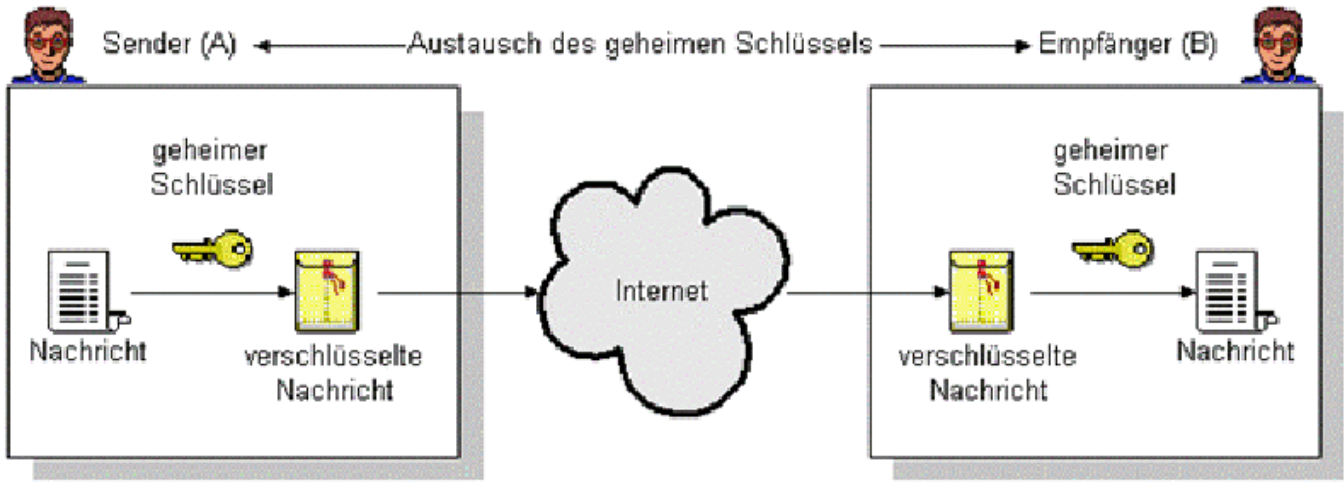 Sender (A)
Austausch des geheimen Schlüssels
Empfänger (B)
geheimer
Schlüssel
Nachricht
verschlüsselte
Nachricht
Internet
geheimer
Schlüssel
verschlüsselte
Nachricht
Nachricht